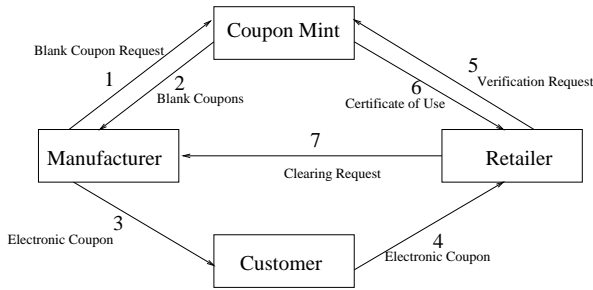 Coupon Mint
Blank Coupon Request
1
2
Blank Coupons
5
Verification Request
6
Certificate of Use
Manufacturer
7
Clearing Request
Retailer
3
Electronic Coupon
4
Electronic Coupon
Customer